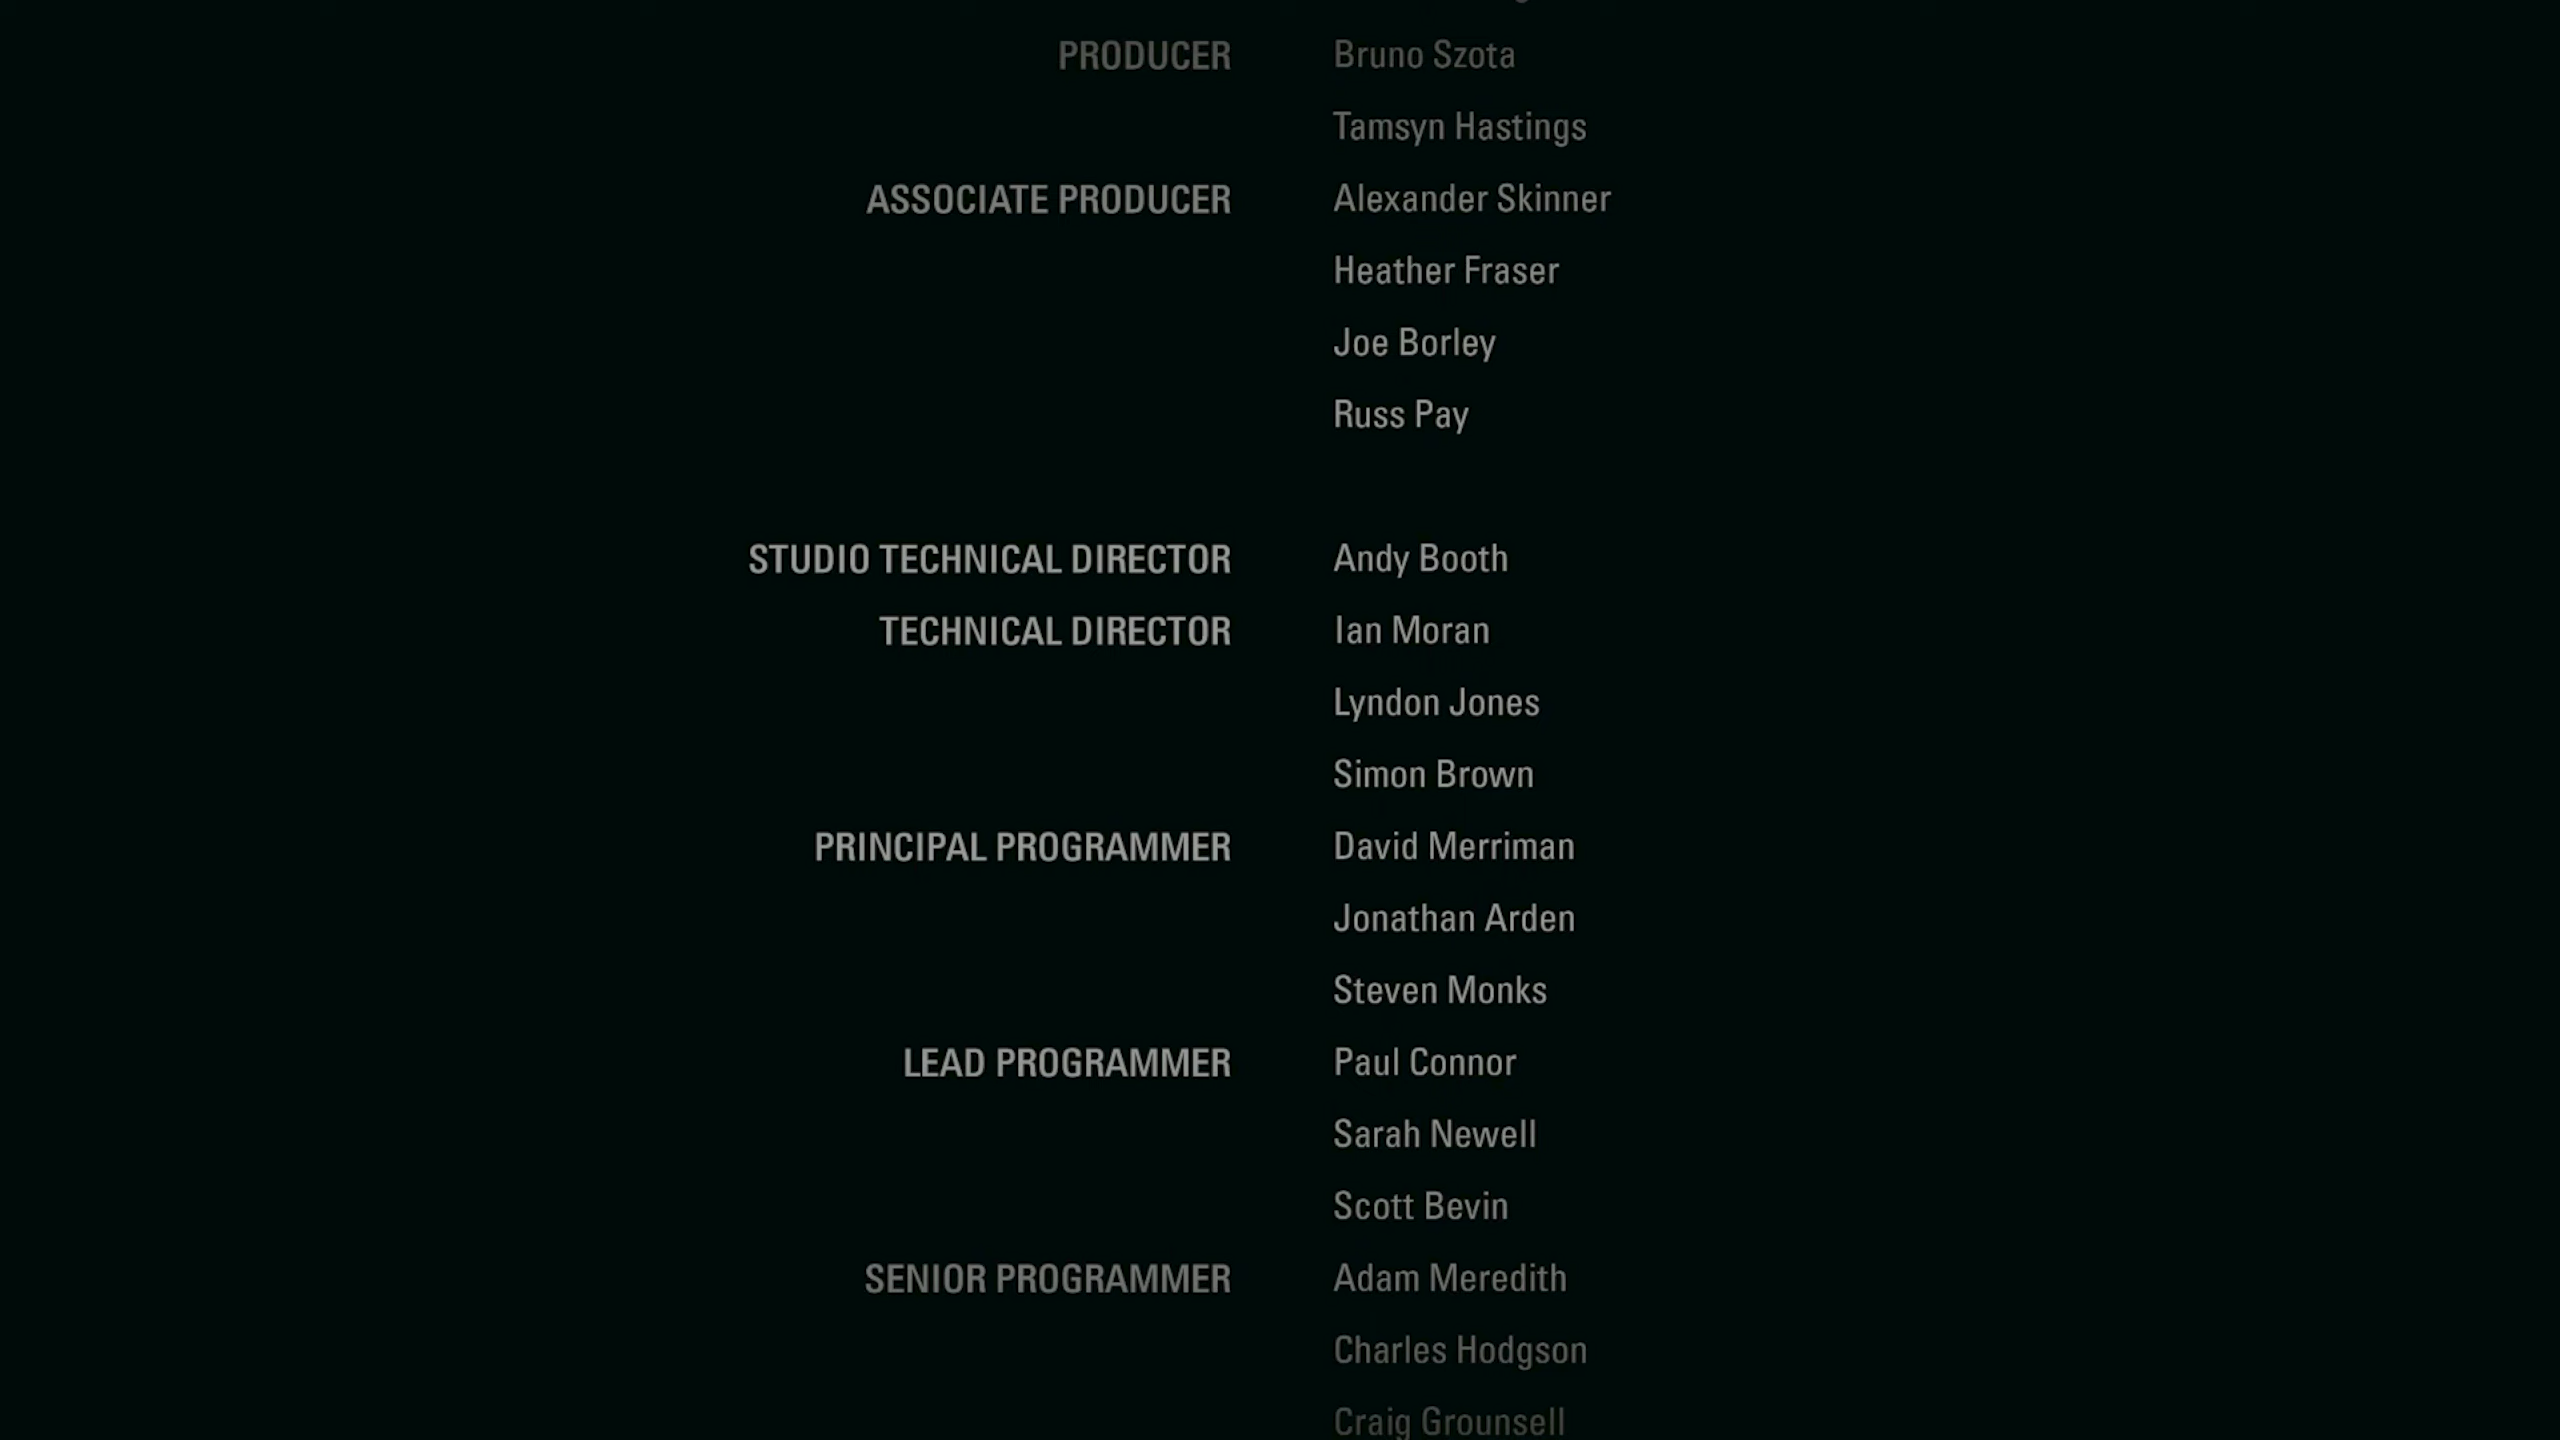 PRODUCER Bruno Szota
Tamsyn Hastings
ASSOCIATE PRODUCER Alexander Skinner
Heather Fraser
Joe Borley
Russ Pay
STUDIO TECHNICAL DIRECTOR Andy Booth
TECHNICAL DIRECTOR Ian Moran
Lyndon Jones
Simon Brown
PRINCIPAL PROGRAMMER David Merriman
Jonathan Arden
Steven Monks
LEAD PROGRAMMER Paul Connor
Sarah Newell
Scott Bevin
SENIOR PROGRAMMER Adam Meredith
Charles Hodgson
Craig Grounsell